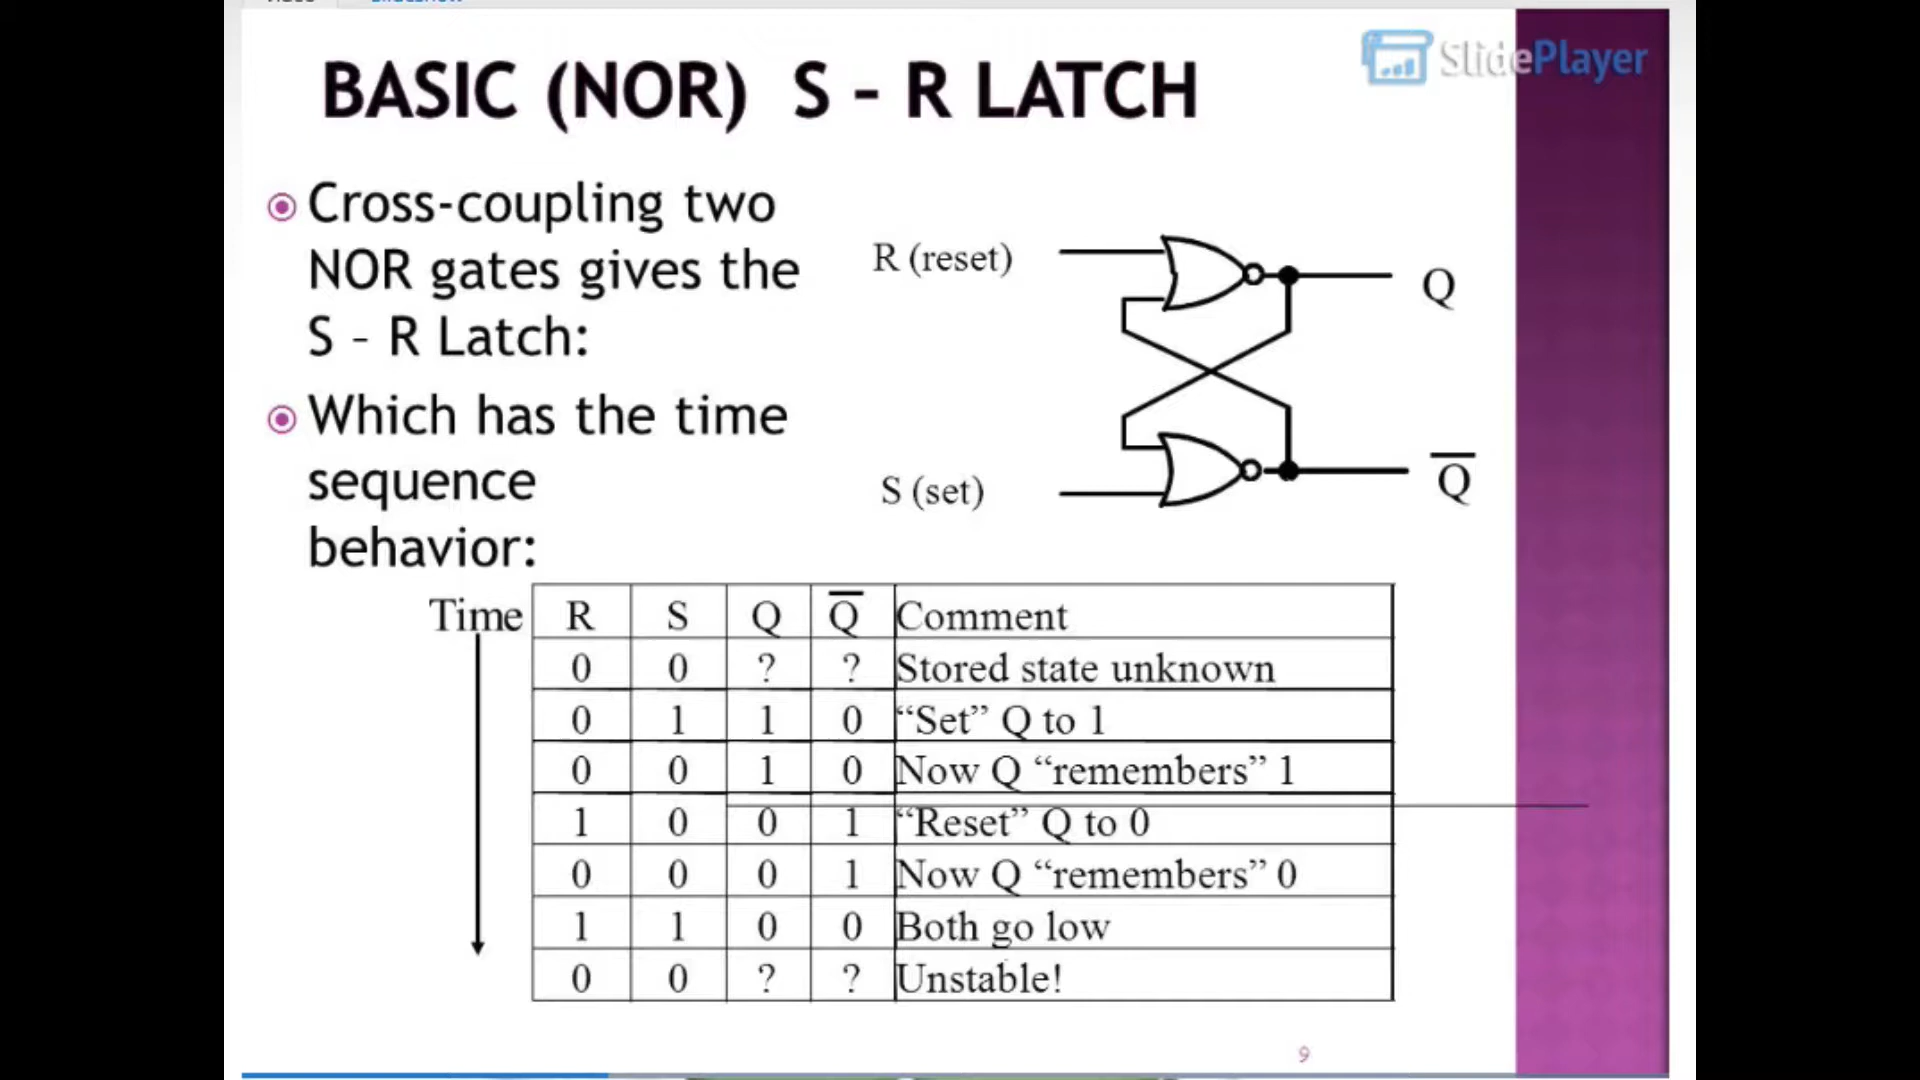 BASIC (NOR) S – R LATCH
SlidePlayer
Cross-coupling two
NOR gates gives the
S – R Latch:
Which has the time
sequence
behavior:
R (reset)
Q
S (set)
Q̅
Time R S Q Q̅ Comment
0 0 ? ? Stored state unknown
0 1 1 0 “Set” Q to 1
0 0 1 0 Now Q “remembers” 1
1 0 0 1 “Reset” Q to 0
0 0 0 1 Now Q “remembers” 0
1 1 0 0 Both go low
0 0 ? ? Unstable!
9